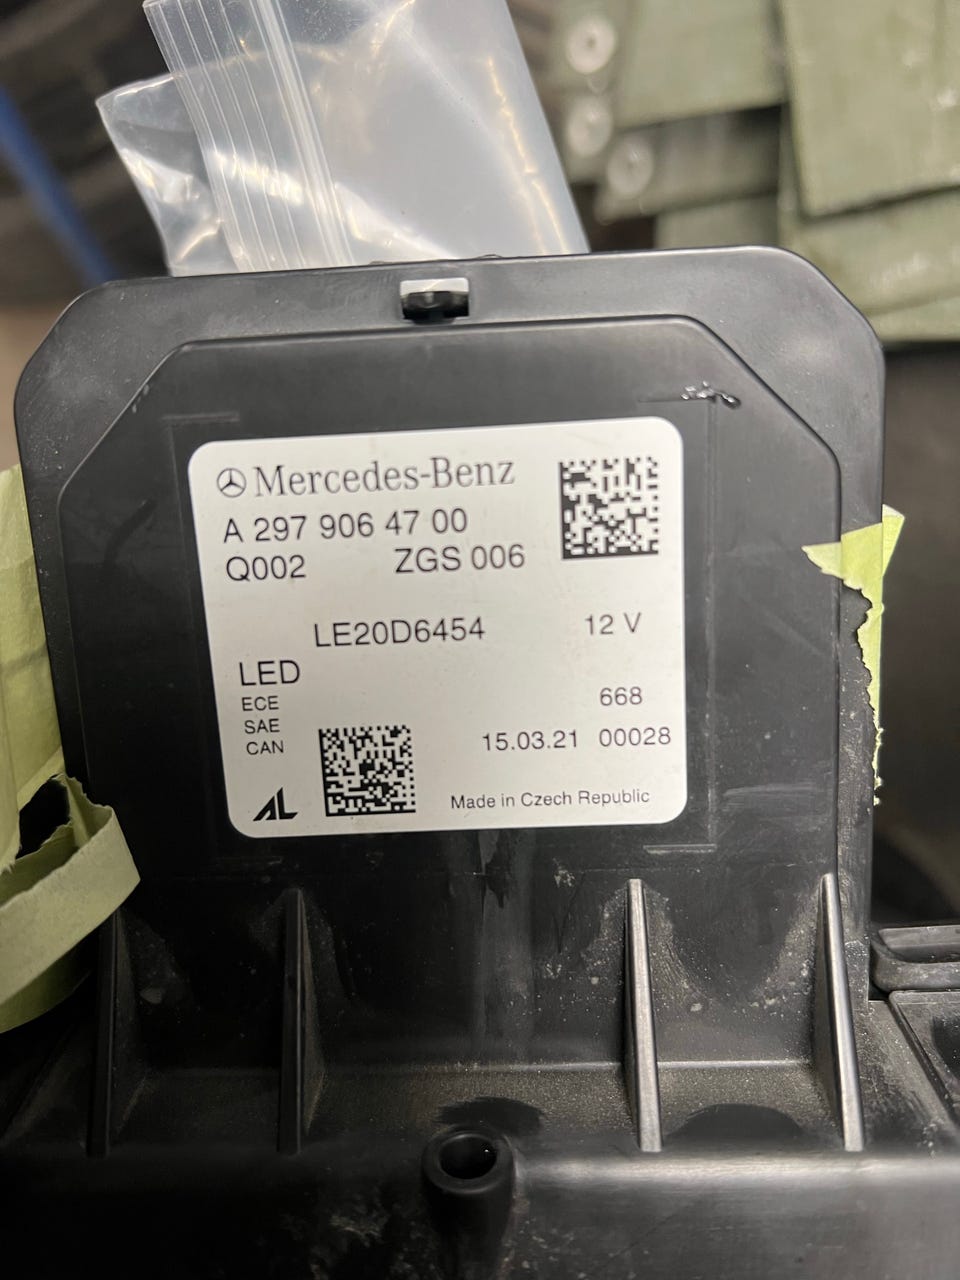 Mercedes-Benz
A 297 906 47 00
Q002 ZGS 006
LE20D6454 12 V
LED
ECE 668
SAE
CAN 15.03.21 00028
AL Made in Czech Republic